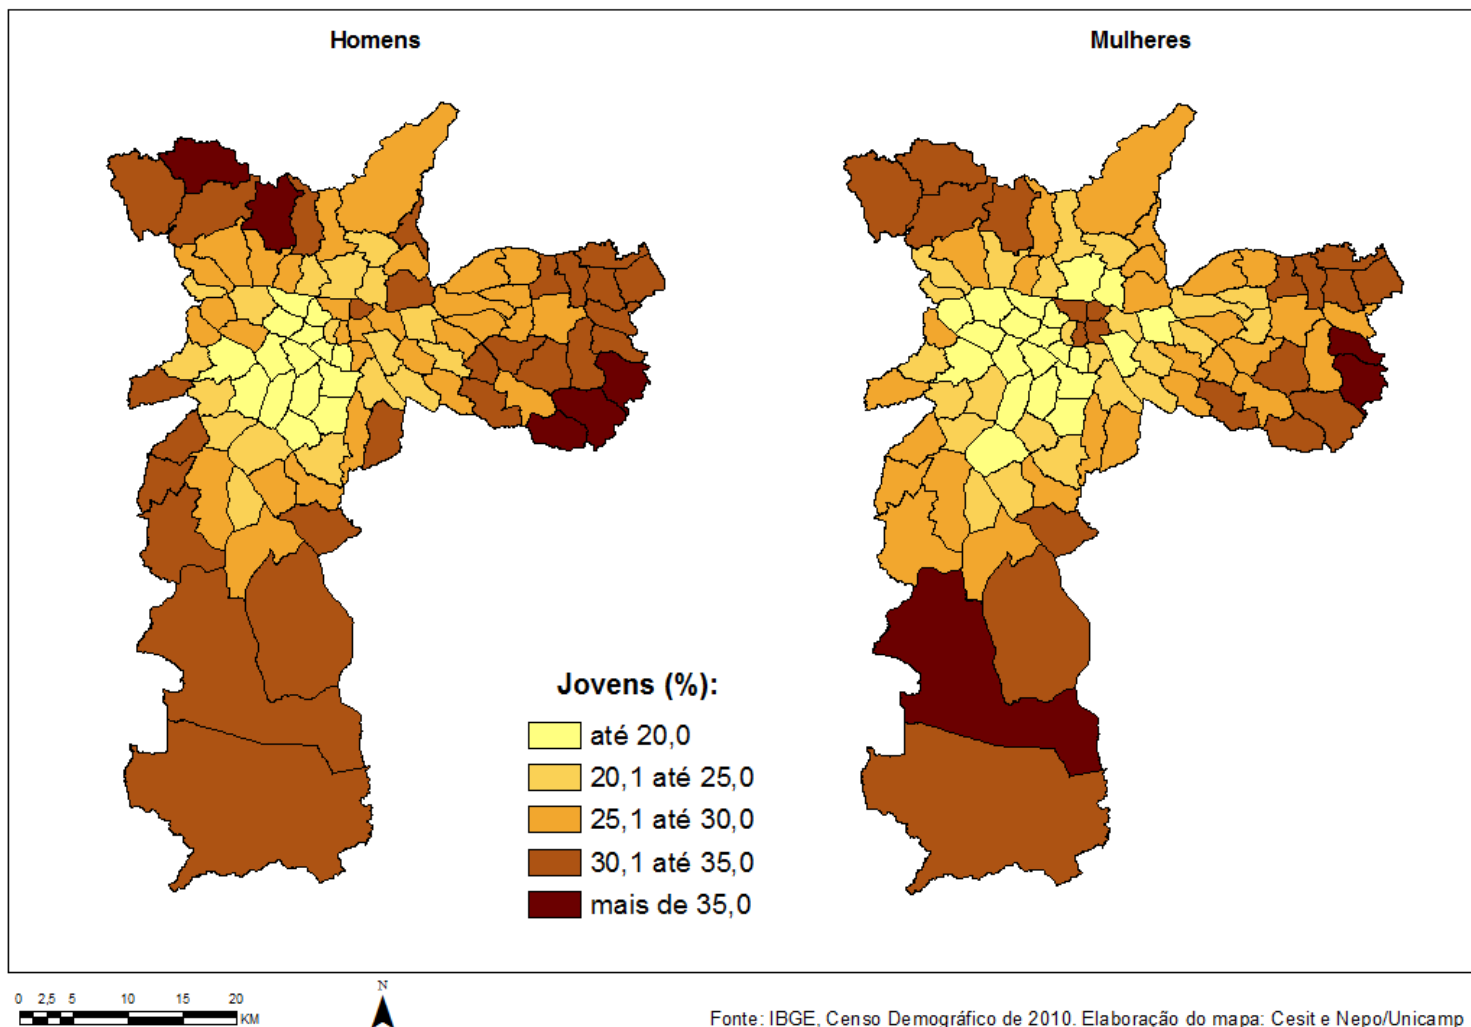 Homens
Mulheres
Jovens (%):
até 20,0
20,1 até 25,0
25,1 até 30,0
30,1 até 35,0
mais de 35,0
0 2,5 5 10 15 20
KM
N
Fonte: IBGE, Censo Demográfico de 2010. Elaboração do mapa: Cesit e Nepo/Unicamp